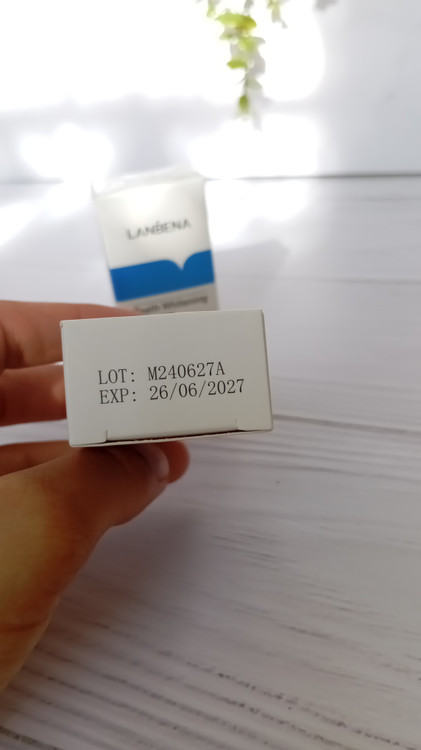 LANBENA
Teeth Whitening
LOT: M240627A
EXP: 26/06/2027